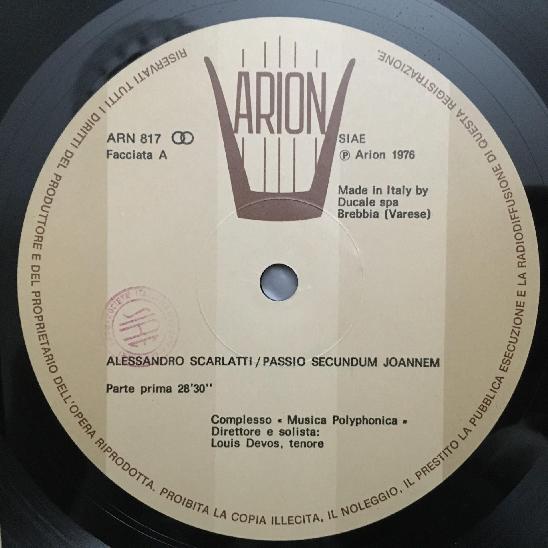 ARION
ARN 817
Facciata A
SIAE
Ⓟ Arion 1976
Made in Italy by
Ducale spa
Brebbia (Varese)
SIAE
ALESSANDRO SCARLATTI/PASSIO SECUNDUM JOANNEM
Parte prima 28'30''
Complesso « Musica Polyphonica »
Direttore e solista:
Louis Devos, tenore
RISERVATI TUTTI I DIRITTI DEL PRODUTTORE E DEL PROPRIETARIO DELL'OPERA RIPRODOTTA. PROIBITA LA COPIA ILLECITA, IL NOLEGGIO, IL PRESTITO LA PUBBLICA ESECUZIONE E LA RADIODIFFUSIONE DI QUESTA REGISTRAZIONE.